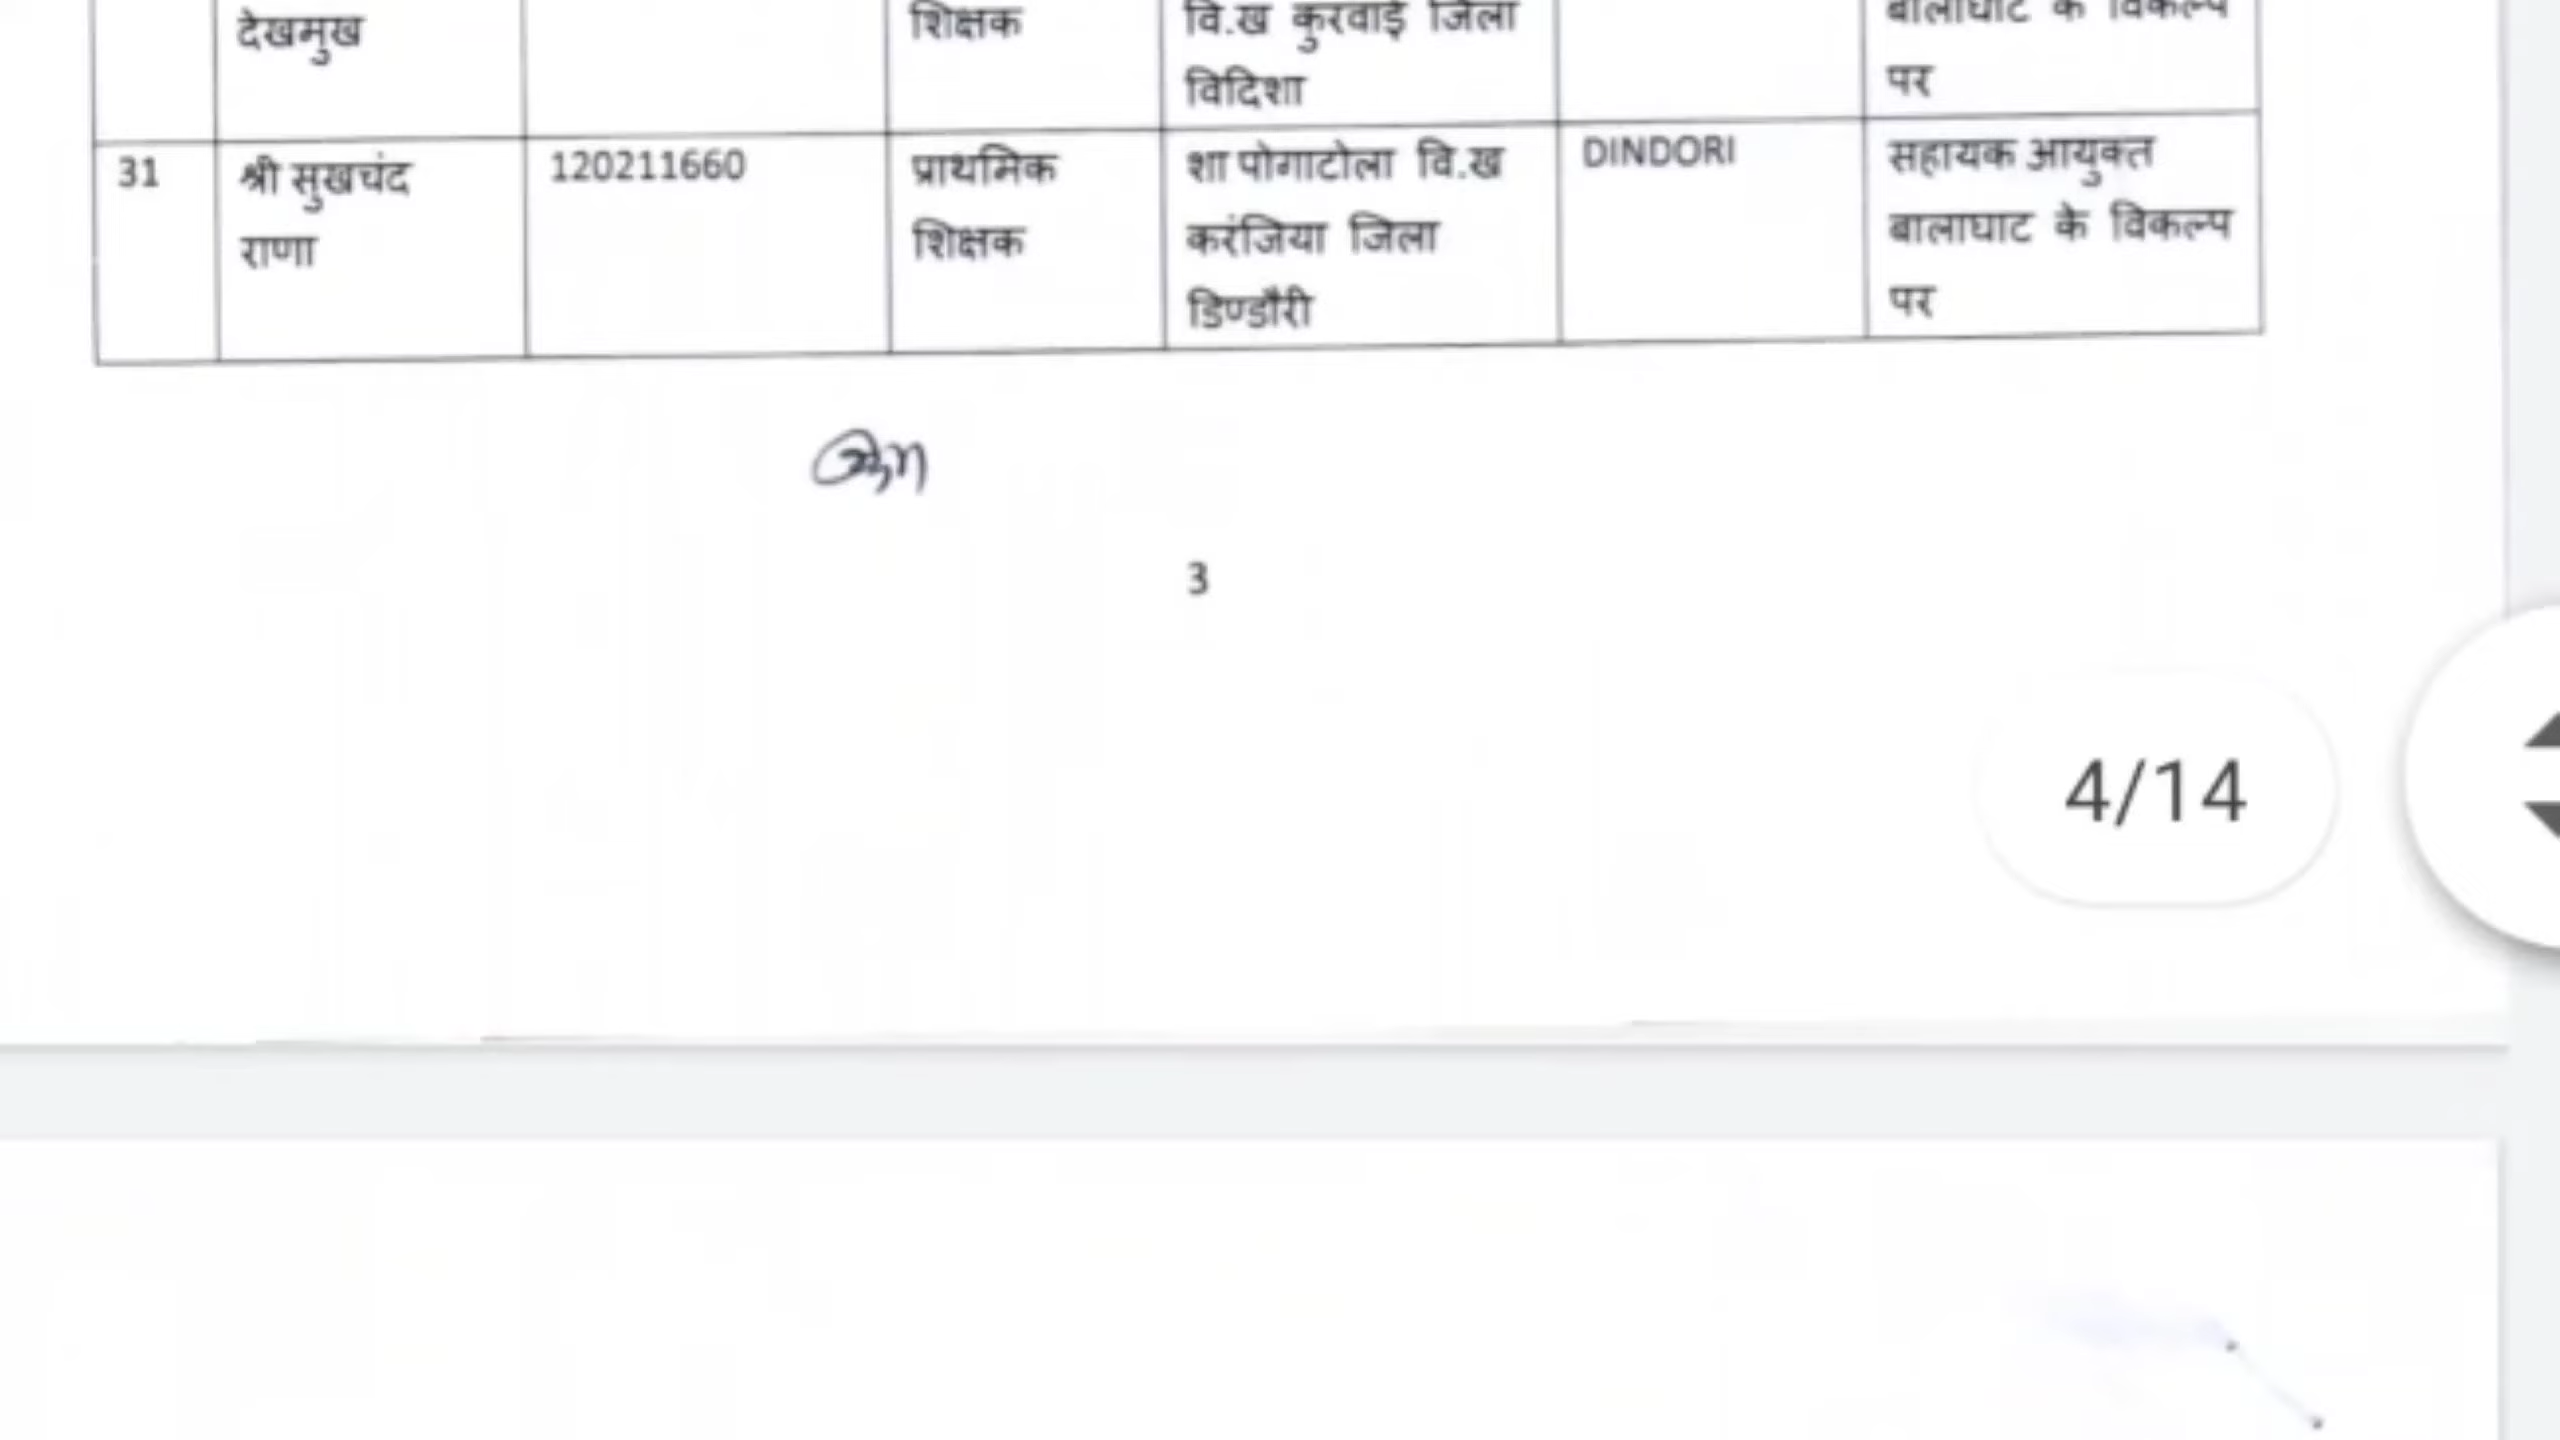 देखमुख
शिक्षक
वि.ख कुरवाई जिला
विदिशा
बालाघाट के विकल्प
पर
31
श्री सुखचंद
राणा
120211660
प्राथमिक
शिक्षक
शा पोगाटोला वि.ख
करंजिया जिला
डिण्डौरी
DINDORI
सहायक आयुक्त
बालाघाट के विकल्प
पर
3
4/14